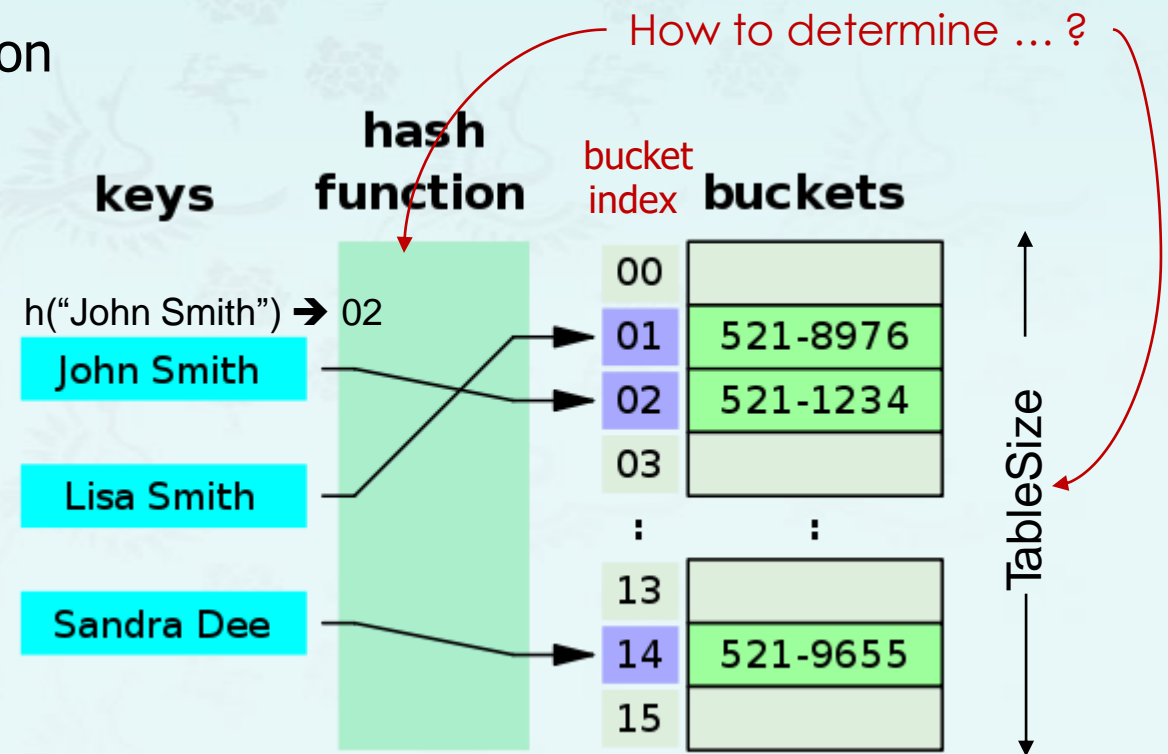 on
How to determine … ?
hash
function
keys
bucket
index
buckets
h(“John Smith”) ➔ 02
John Smith
Lisa Smith
Sandra Dee
00
01 521-8976
02 521-1234
03
: :
13
14 521-9655
15
TableSize